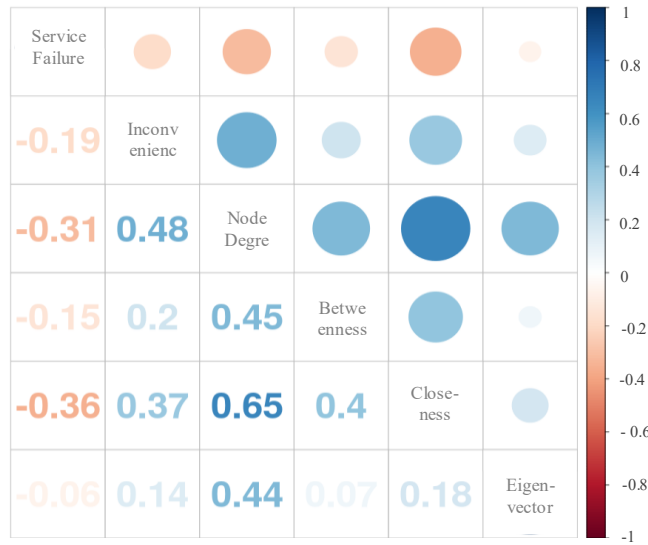 Service
Failure
-0.19
Inconv
enienc
-0.31
0.48
Node
Degre
-0.15
0.2
0.45
Betwe
enness
-0.36
0.37
0.65
0.4
Close-
ness
-0.06
0.14
0.44
0.07
0.18
Eigen-
vector
1
0.8
0.6
0.4
0.2
0
-0.2
-0.4
- 0.6
-0.8
-1